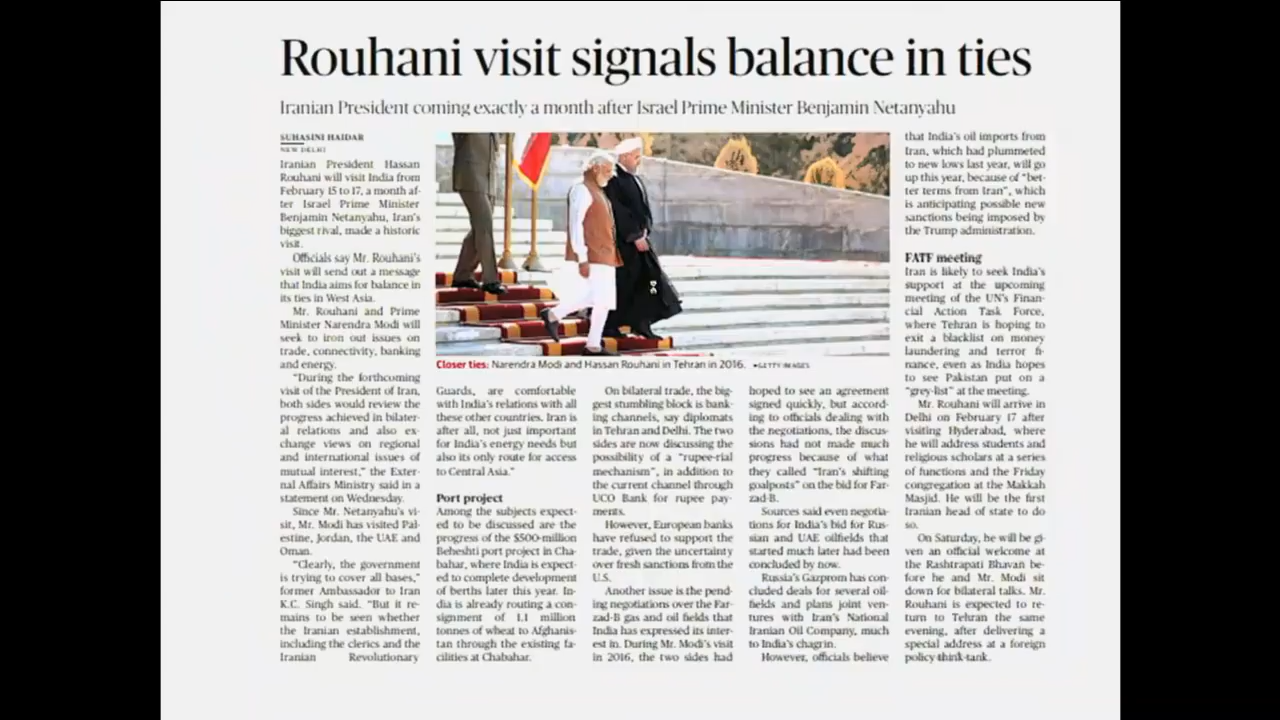 Rouhani visit signals balance in ties
Iranian President coming exactly a month after Israel Prime Minister Benjamin Netanyahu
SUHASINI HAIDAR
NEW DELHI
Iranian President Hassan
Rouhani will visit India from
February 15 to 17, a month af-
ter Israel Prime Minister
Benjamin Netanyahu, Iran's
biggest rival, made a historic
visit.
Officials say Mr. Rouhani's
visit will send out a message
that India aims for balance in
its ties in West Asia.
Mr. Rouhani and Prime
Minister Narendra Modi will
seek to iron out issues on
trade, connectivity, banking
and energy.
"During the forthcoming
visit of the President of Iran,
both sides would review the
progress achieved in bilater-
al relations and also ex-
change views on regional
and international issues of
mutual interest," the Exter-
nal Affairs Ministry said in a
statement on Wednesday.
Since Mr. Netanyahu's vi-
sit, Mr. Modi has visited Pal-
estine, Jordan, the UAE and
Oman.
"Clearly, the government
is trying to cover all bases,"
former Ambassador to Iran
K.C. Singh said. "But it re-
mains to be seen whether
the Iranian establishment,
including the clerics and the
Iranian Revolutionary
Closer ties: Narendra Modi and Hassan Rouhani in Tehran in 2016. •GETTY IMAGES
Guards, are comfortable
with India's relations with all
these other countries. Iran is
after all, not just important
for India's energy needs but
also its only route for access
to Central Asia."
Port project
Among the subjects expect-
ed to be discussed are the
progress of the $500-million
Beheshti port project in Cha-
bahar, where India is expect-
ed to complete development
of berths later this year. In-
dia is already routing a con-
signment of 1.1 million
tonnes of wheat to Afghanis-
tan through the existing fa-
cilities at Chabahar.
On bilateral trade, the big-
gest stumbling block is bank-
ing channels, say diplomats
in Tehran and Delhi. The two
sides are now discussing the
possibility of a "rupee-rial
mechanism", in addition to
the current channel through
UCO Bank for rupee pay-
ments.
However, European banks
have refused to support the
trade, given the uncertainty
over fresh sanctions from the
U.S.
Another issue is the pend-
ing negotiations over the Far-
zad-B gas and oil fields that
India has expressed its inter-
est in. During Mr. Modi's visit
in 2016, the two sides had
hoped to see an agreement
signed quickly, but accord-
ing to officials dealing with
the negotiations, the discus-
sions had not made much
progress because of what
they called "Iran's shifting
goalposts" on the bid for Far-
zad-B.
Sources said even negotia-
tions for India's bid for Rus-
sian and UAE oilfields that
started much later had been
concluded by now.
Russia's Gazprom has con-
cluded deals for several oil-
fields and plans joint ven-
tures with Iran's National
Iranian Oil Company, much
to India's chagrin.
However, officials believe
that India's oil imports from
Iran, which had plummeted
to new lows last year, will go
up this year, because of "bet-
ter terms from Iran", which
is anticipating possible new
sanctions being imposed by
the Trump administration.
FATF meeting
Iran is likely to seek India's
support at the upcoming
meeting of the UN's Finan-
cial Action Task Force,
where Tehran is hoping to
exit a blacklist on money
laundering and terror fi-
nance, even as India hopes
to see Pakistan put on a
"grey-list" at the meeting.
Mr. Rouhani will arrive in
Delhi on February 17 after
visiting Hyderabad, where
he will address students and
religious scholars at a series
of functions and the Friday
congregation at the Makkah
Masjid. He will be the first
Iranian head of state to do
so.
On Saturday, he will be gi-
ven an official welcome at
the Rashtrapati Bhavan be-
fore he and Mr. Modi sit
down for bilateral talks. Mr.
Rouhani is expected to re-
turn to Tehran the same
evening, after delivering a
special address at a foreign
policy think-tank.